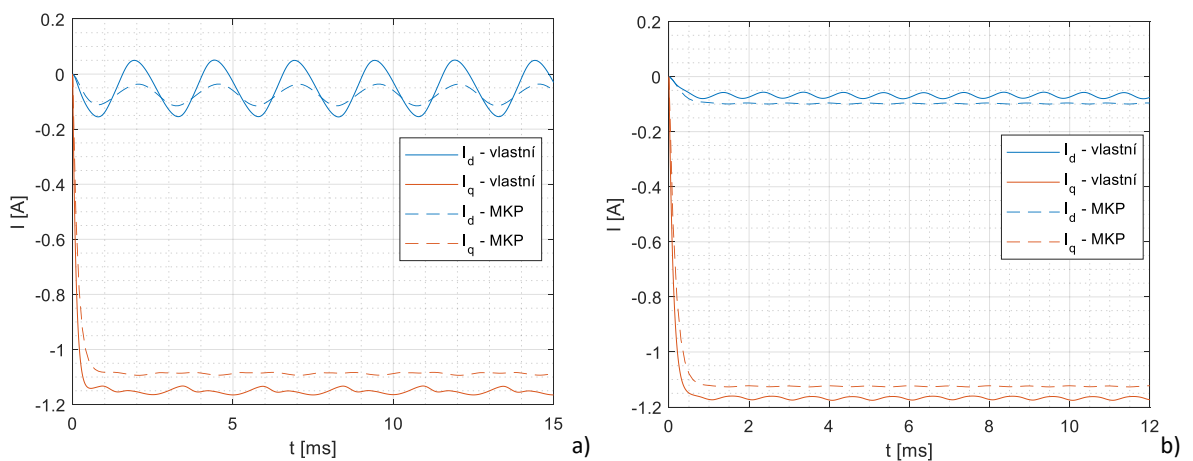 0.2
0
-0.2
-0.4
-0.6
-0.8
-1
-1.2
I [A]
0
5
10
15
t [ms]
I_d - vlastní
I_q - vlastní
I_d - MKP
I_q - MKP
a)
0.2
0
-0.2
-0.4
-0.6
-0.8
-1
-1.2
I [A]
0
2
4
6
8
10
12
t [ms]
I_d - vlastní
I_q - vlastní
I_d - MKP
I_q - MKP
b)